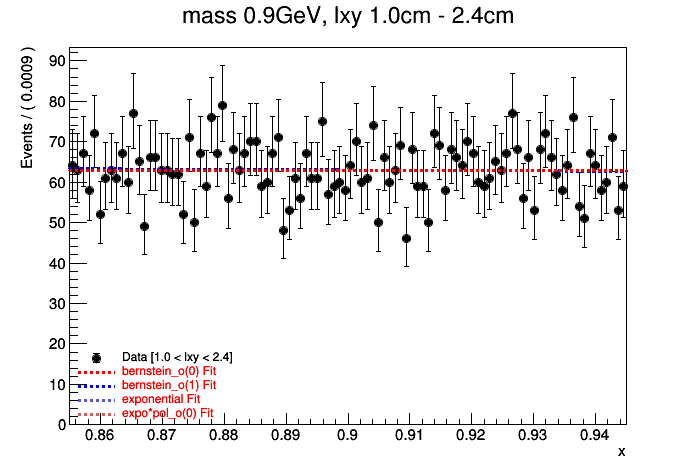 mass 0.9GeV, lxy 1.0cm - 2.4cm
Events / ( 0.0009 )
90
80
70
60
50
40
30
20
10
0
Data [1.0 < lxy < 2.4]
bernstein_o(0) Fit
bernstein_o(1) Fit
exponential Fit
expo*pol_o(0) Fit
0.86 0.87 0.88 0.89 0.9 0.91 0.92 0.93 0.94
x